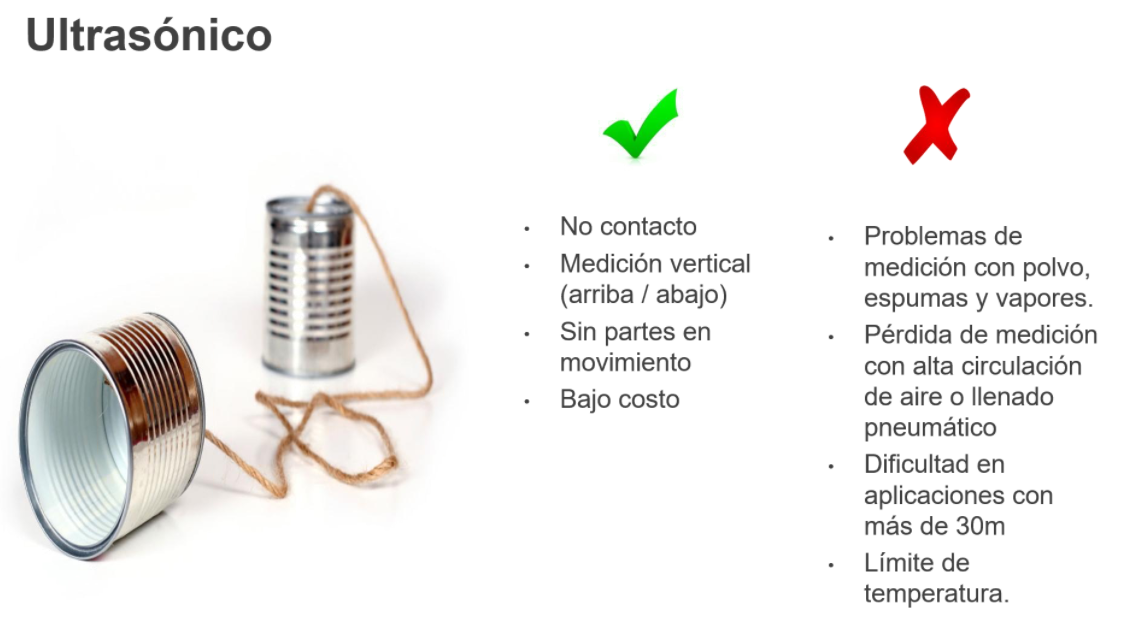 Ultrasónico
No contacto
Medición vertical
(arriba / abajo)
Sin partes en
movimiento
Bajo costo
Problemas de
medición con polvo,
espumas y vapores.
Pérdida de medición
con alta circulación
de aire o llenado
pneumático
Dificultad en
aplicaciones con
más de 30m
Límite de
temperatura.